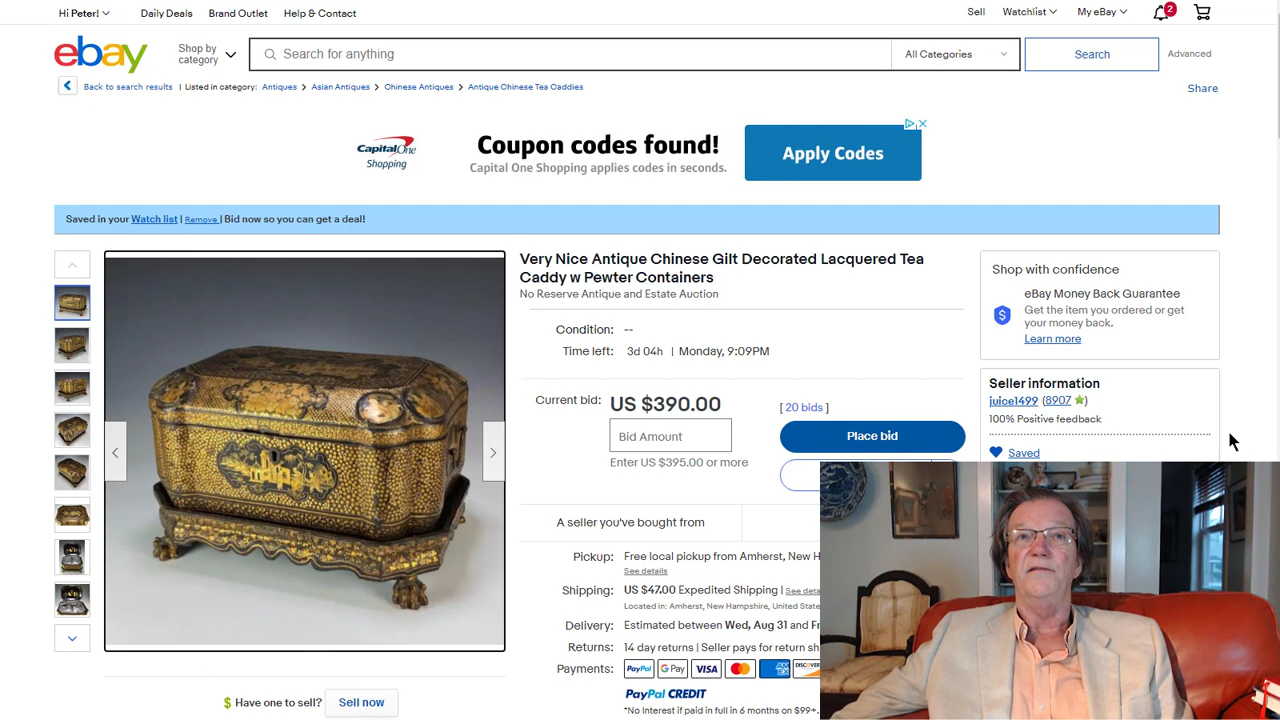 Hi Peter!
Daily Deals
Brand Outlet
Help & Contact
Sell
Watchlist
My eBay
2
ebay
Shop by
category
Search for anything
All Categories
Search
Advanced
Back to search results | Listed in category: Antiques > Asian Antiques > Chinese Antiques > Antique Chinese Tea Caddies
Share
Capital One
Shopping
Coupon codes found!
Capital One Shopping applies codes in seconds.
Apply Codes
Saved in your Watch list | Remove | Bid now so you can get a deal!
Very Nice Antique Chinese Gilt Decorated Lacquered Tea
Caddy w Pewter Containers
No Reserve Antique and Estate Auction
Condition: --
Time left: 3d 04h | Monday, 9:09PM
Current bid: US $390.00
[ 20 bids ]
Bid Amount
Place bid
Enter US $395.00 or more
A seller you've bought from
Pickup: Free local pickup from Amherst, New H
See details
Shipping: US $47.00 Expedited Shipping | See deta
Located in: Amherst, New Hampshire, United State
Delivery: Estimated between Wed, Aug 31 and Fr
Returns: 14 day returns | Seller pays for return sh
Payments: PayPal G Pay VISA
PayPal CREDIT
*No Interest if paid in full in 6 months on $99+.
Shop with confidence
eBay Money Back Guarantee
Get the item you ordered or get
your money back.
Learn more
Seller information
juice1499 (8907)
100% Positive feedback
Saved
$ Have one to sell? Sell now